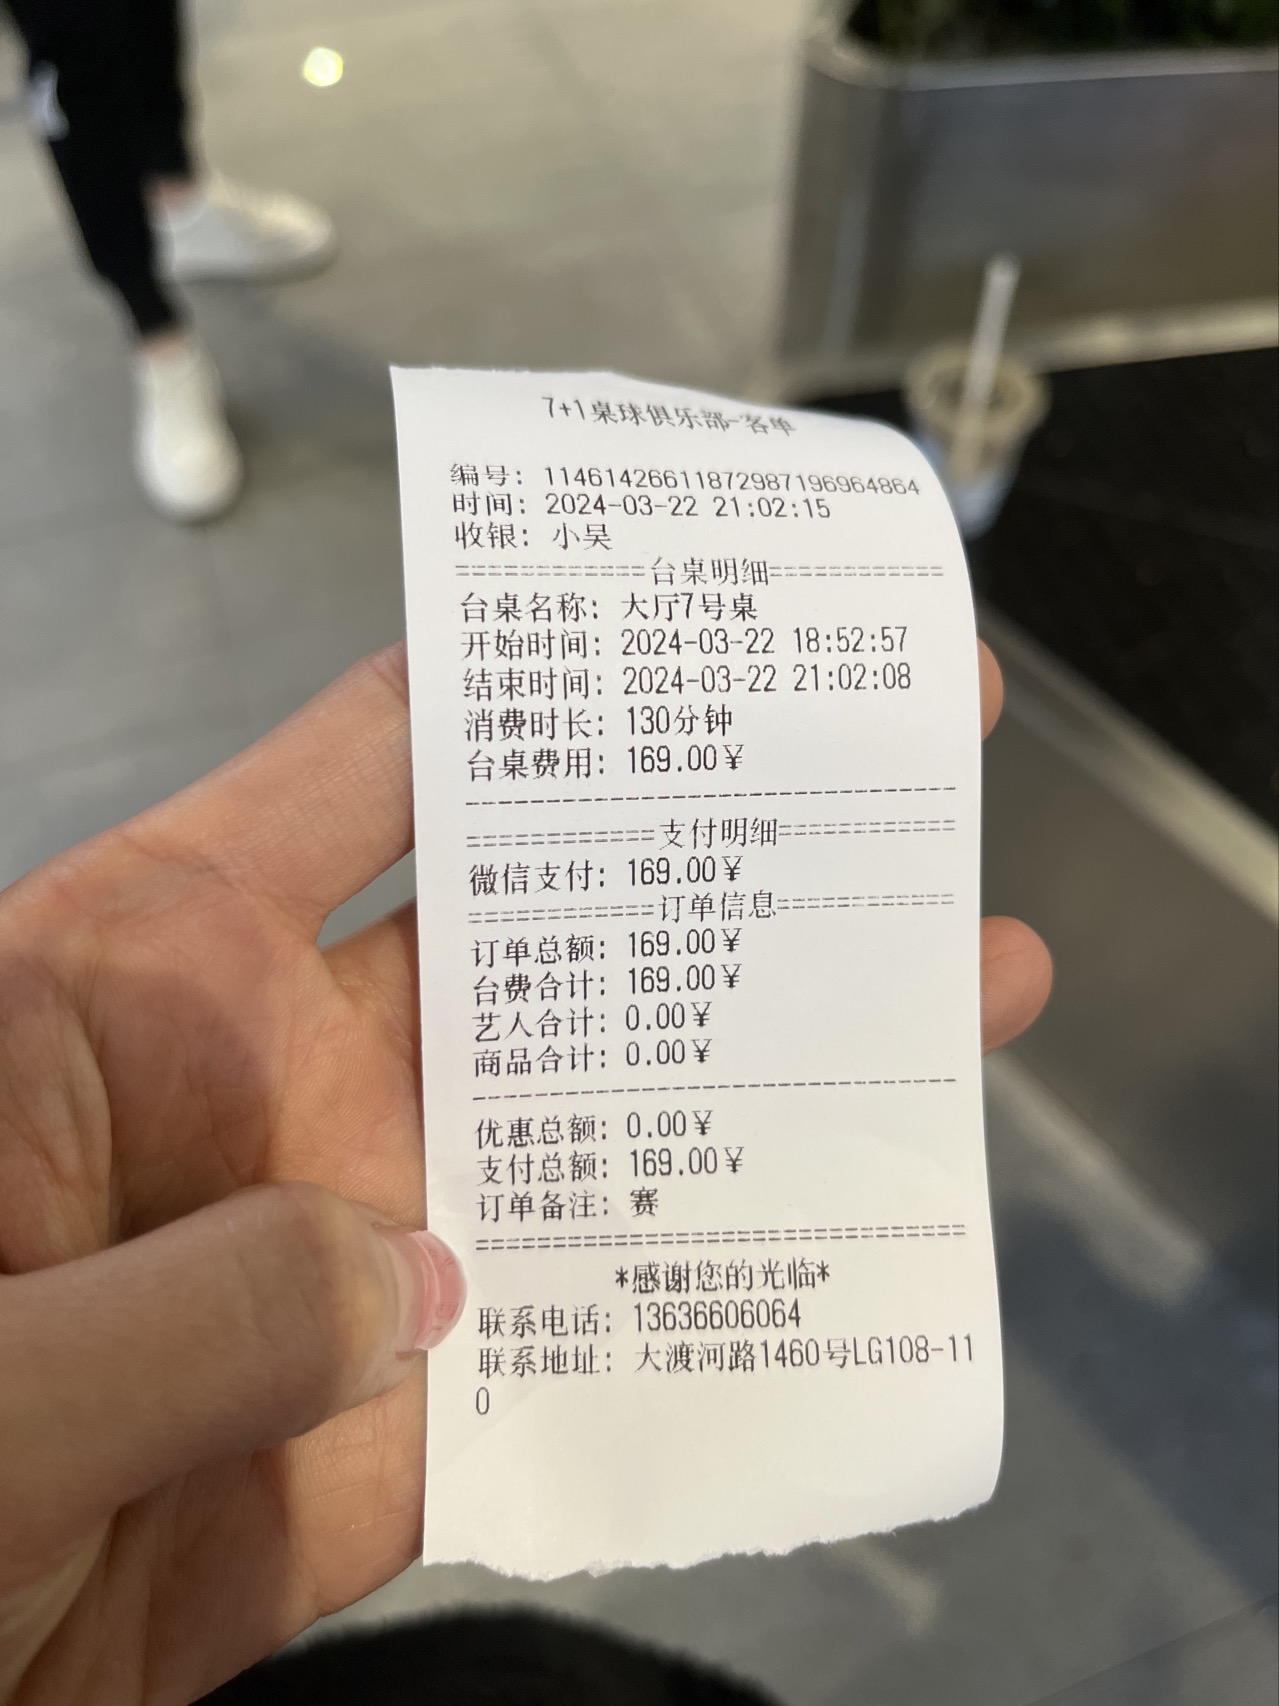 7+1桌球俱乐部-客单
编号: 11461426611872987196964864
时间: 2024-03-22 21:02:15
收银: 小吴
============台桌明细============
台桌名称: 大厅7号桌
开始时间: 2024-03-22 18:52:57
结束时间: 2024-03-22 21:02:08
消费时长: 130分钟
台桌费用: 169.00¥
--------------------------------
============支付明细============
微信支付: 169.00¥
============订单信息============
订单总额: 169.00¥
台费合计: 169.00¥
艺人合计: 0.00¥
商品合计: 0.00¥
--------------------------------
优惠总额: 0.00¥
支付总额: 169.00¥
订单备注: 赛
================================
*感谢您的光临*
联系电话: 13636606064
联系地址: 大渡河路1460号LG108-11
0